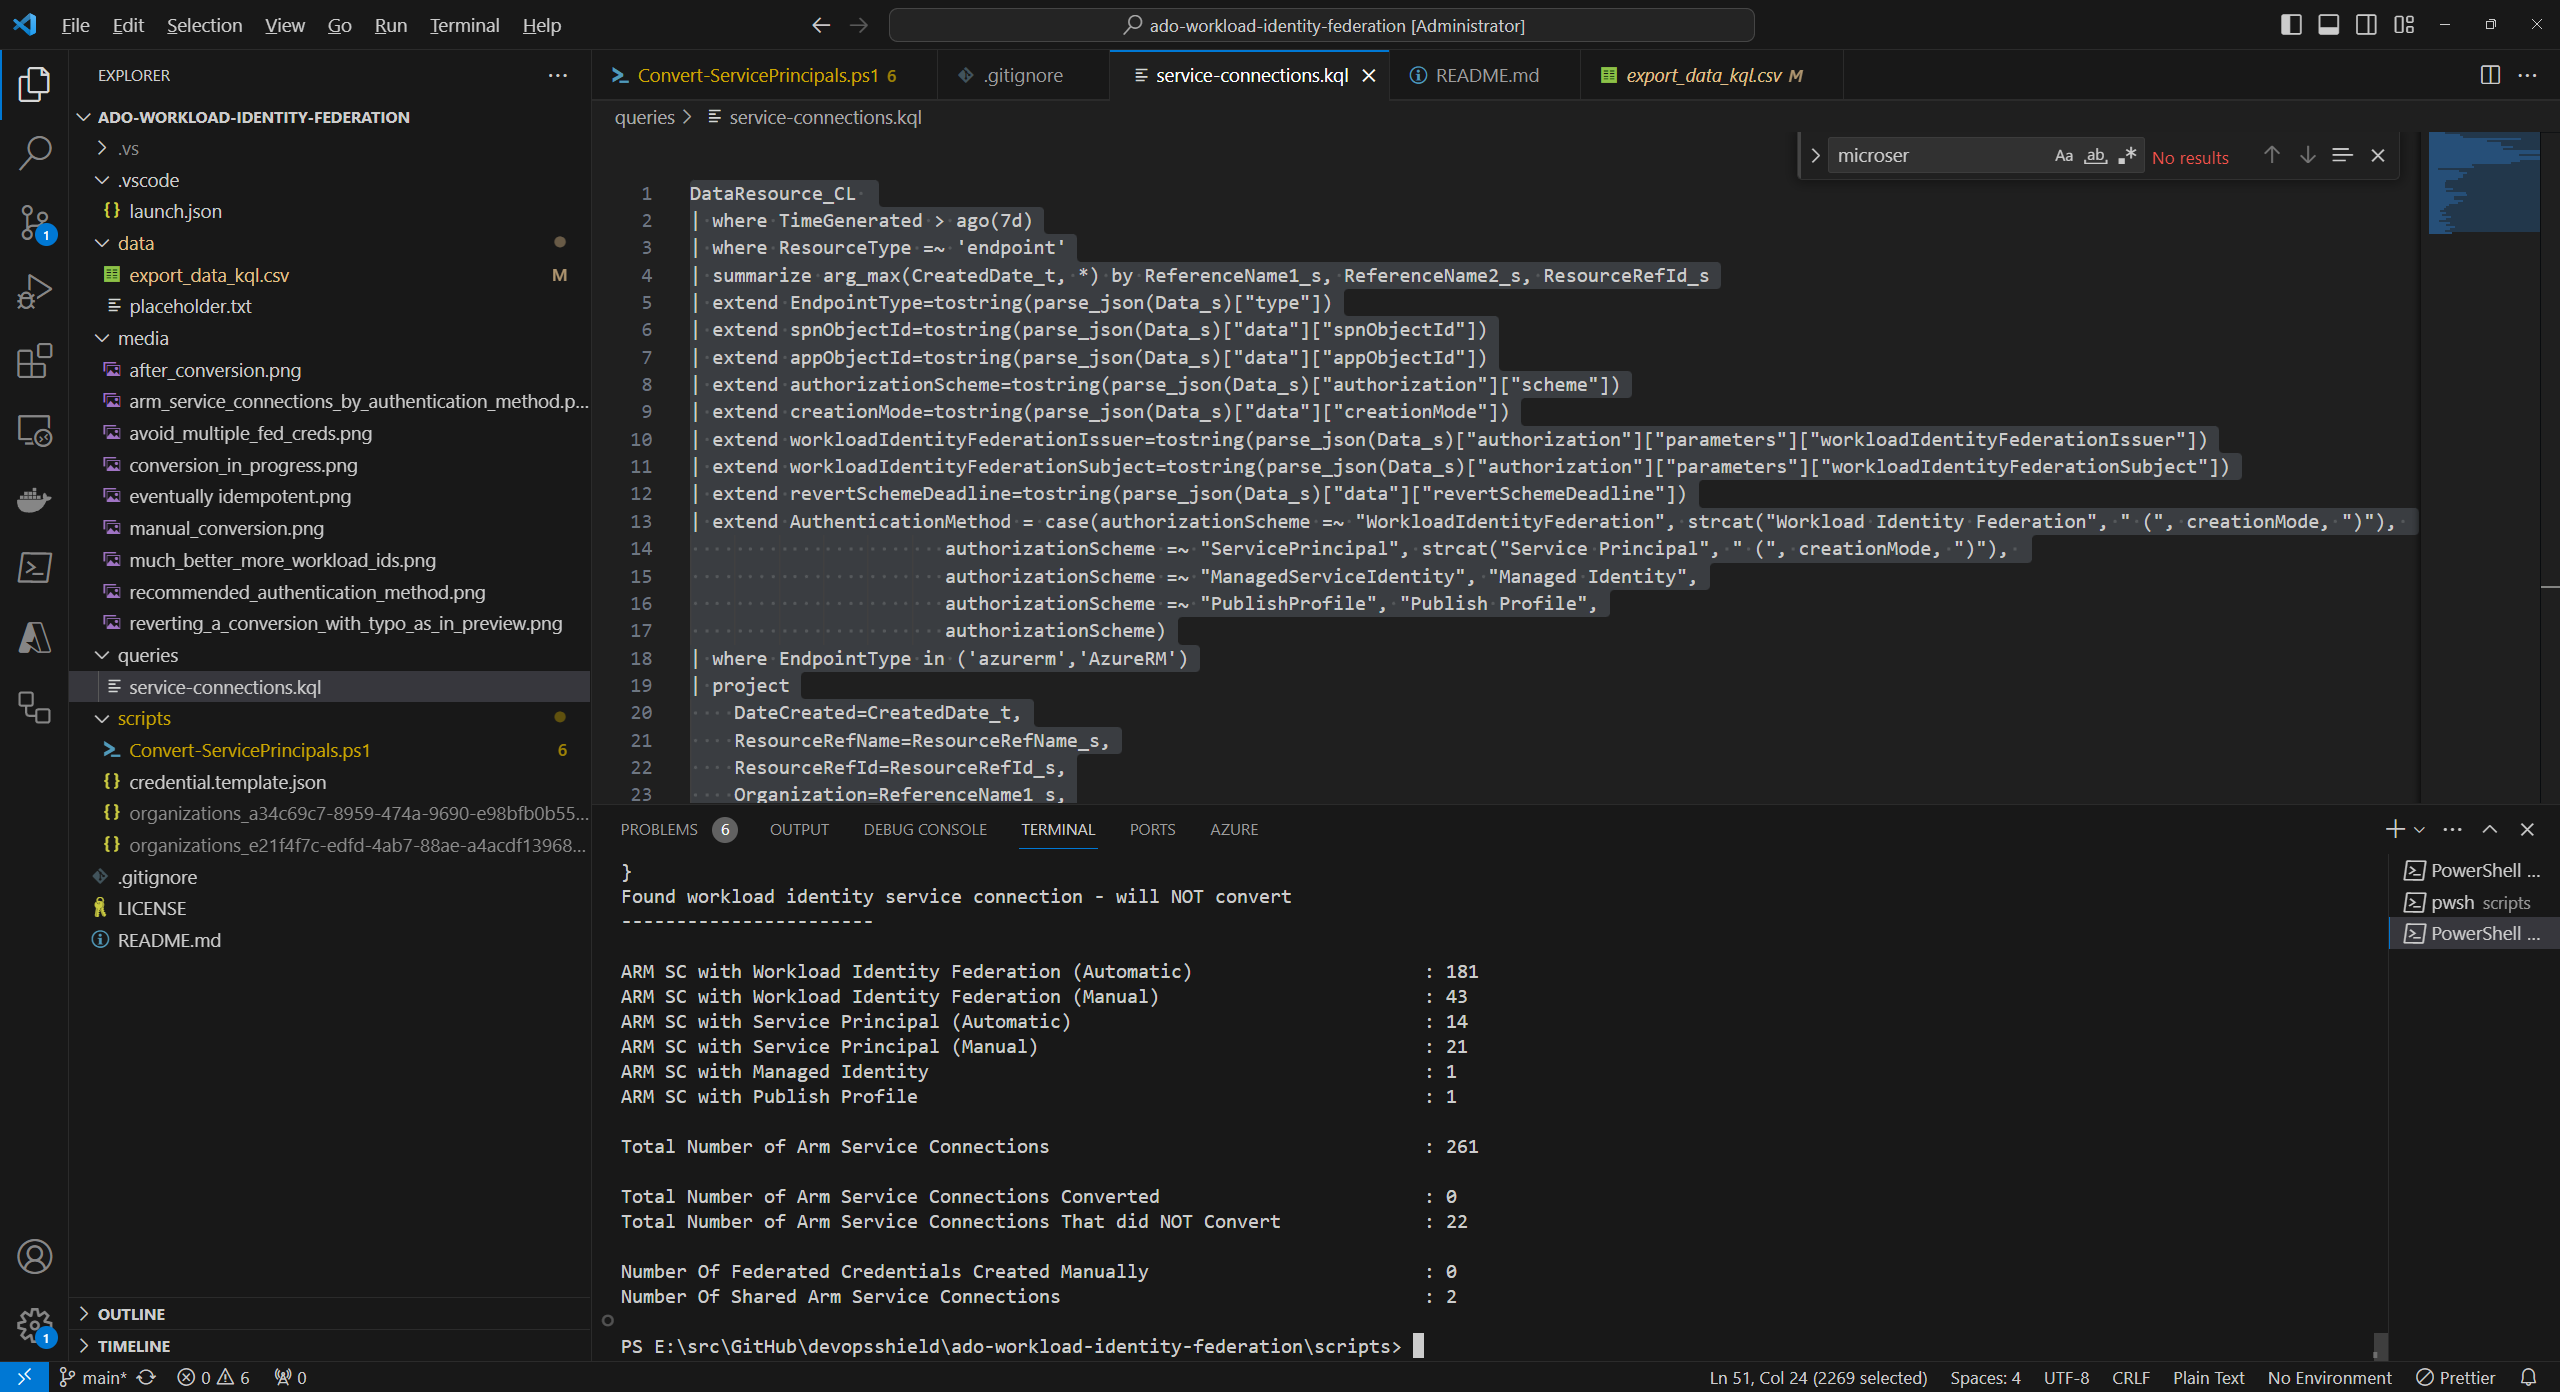 File Edit Selection View Go Run Terminal Help
ado-workload-identity-federation [Administrator]
EXPLORER
ADO-WORKLOAD-IDENTITY-FEDERATION
.vs
.vscode
launch.json
data
export_data_kql.csv M
placeholder.txt
media
after_conversion.png
arm_service_connections_by_authentication_method.p...
avoid_multiple_fed_creds.png
conversion_in_progress.png
eventually idempotent.png
manual_conversion.png
much_better_more_workload_ids.png
recommended_authentication_method.png
reverting_a_conversion_with_typo_as_in_preview.png
queries
service-connections.kql
scripts
Convert-ServicePrincipals.ps1 6
credential.template.json
organizations_a34c69c7-8959-474a-9690-e98bfb0b55...
organizations_e21f4f7c-edfd-4ab7-88ae-a4acdf13968...
.gitignore
LICENSE
README.md
OUTLINE
TIMELINE
1
1
Convert-ServicePrincipals.ps1 6 .gitignore service-connections.kql README.md export_data_kql.csv M
queries > service-connections.kql
microser Aa ab .* No results
1 DataResource_CL
2 | where TimeGenerated > ago(7d)
3 | where ResourceType =~ 'endpoint'
4 | summarize arg_max(CreatedDate_t, *) by ReferenceName1_s, ReferenceName2_s, ResourceRefId_s
5 | extend EndpointType=tostring(parse_json(Data_s)["type"])
6 | extend spnObjectId=tostring(parse_json(Data_s)["data"]["spnObjectId"])
7 | extend appObjectId=tostring(parse_json(Data_s)["data"]["appObjectId"])
8 | extend authorizationScheme=tostring(parse_json(Data_s)["authorization"]["scheme"])
9 | extend creationMode=tostring(parse_json(Data_s)["data"]["creationMode"])
10 | extend workloadIdentityFederationIssuer=tostring(parse_json(Data_s)["authorization"]["parameters"]["workloadIdentityFederationIssuer"])
11 | extend workloadIdentityFederationSubject=tostring(parse_json(Data_s)["authorization"]["parameters"]["workloadIdentityFederationSubject"])
12 | extend revertSchemeDeadline=tostring(parse_json(Data_s)["data"]["revertSchemeDeadline"])
13 | extend AuthenticationMethod = case(authorizationScheme =~ "WorkloadIdentityFederation", strcat("Workload Identity Federation", " (", creationMode, ")"),
14 authorizationScheme =~ "ServicePrincipal", strcat("Service Principal", " (", creationMode, ")"),
15 authorizationScheme =~ "ManagedServiceIdentity", "Managed Identity",
16 authorizationScheme =~ "PublishProfile", "Publish Profile",
17 authorizationScheme)
18 | where EndpointType in ('azurerm','AzureRM')
19 | project
20 DateCreated=CreatedDate_t,
21 ResourceRefName=ResourceRefName_s,
22 ResourceRefId=ResourceRefId_s,
23 Organization=ReferenceName1_s,
PROBLEMS 6 OUTPUT DEBUG CONSOLE TERMINAL PORTS AZURE
}
Found workload identity service connection - will NOT convert
-----------------------
ARM SC with Workload Identity Federation (Automatic) : 181
ARM SC with Workload Identity Federation (Manual) : 43
ARM SC with Service Principal (Automatic) : 14
ARM SC with Service Principal (Manual) : 21
ARM SC with Managed Identity : 1
ARM SC with Publish Profile : 1
Total Number of Arm Service Connections : 261
Total Number of Arm Service Connections Converted : 0
Total Number of Arm Service Connections That did NOT Convert : 22
Number Of Federated Credentials Created Manually : 0
Number Of Shared Arm Service Connections : 2
PS E:\src\GitHub\devopsshield\ado-workload-identity-federation\scripts>
PowerShell ...
pwsh scripts
PowerShell ...
main* 0 6 0 Ln 51, Col 24 (2269 selected) Spaces: 4 UTF-8 CRLF Plain Text No Environment Prettier